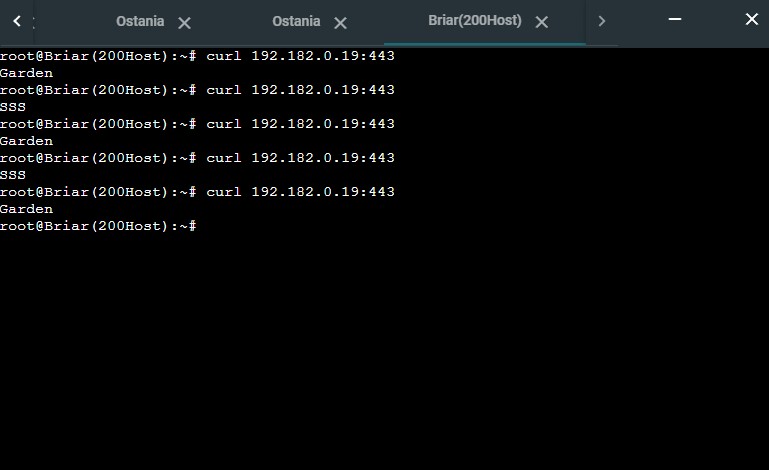 Ostania
Ostania
Briar(200Host)
root@Briar(200Host):~# curl 192.182.0.19:443
Garden
root@Briar(200Host):~# curl 192.182.0.19:443
SSS
root@Briar(200Host):~# curl 192.182.0.19:443
Garden
root@Briar(200Host):~# curl 192.182.0.19:443
SSS
root@Briar(200Host):~# curl 192.182.0.19:443
Garden
root@Briar(200Host):~#